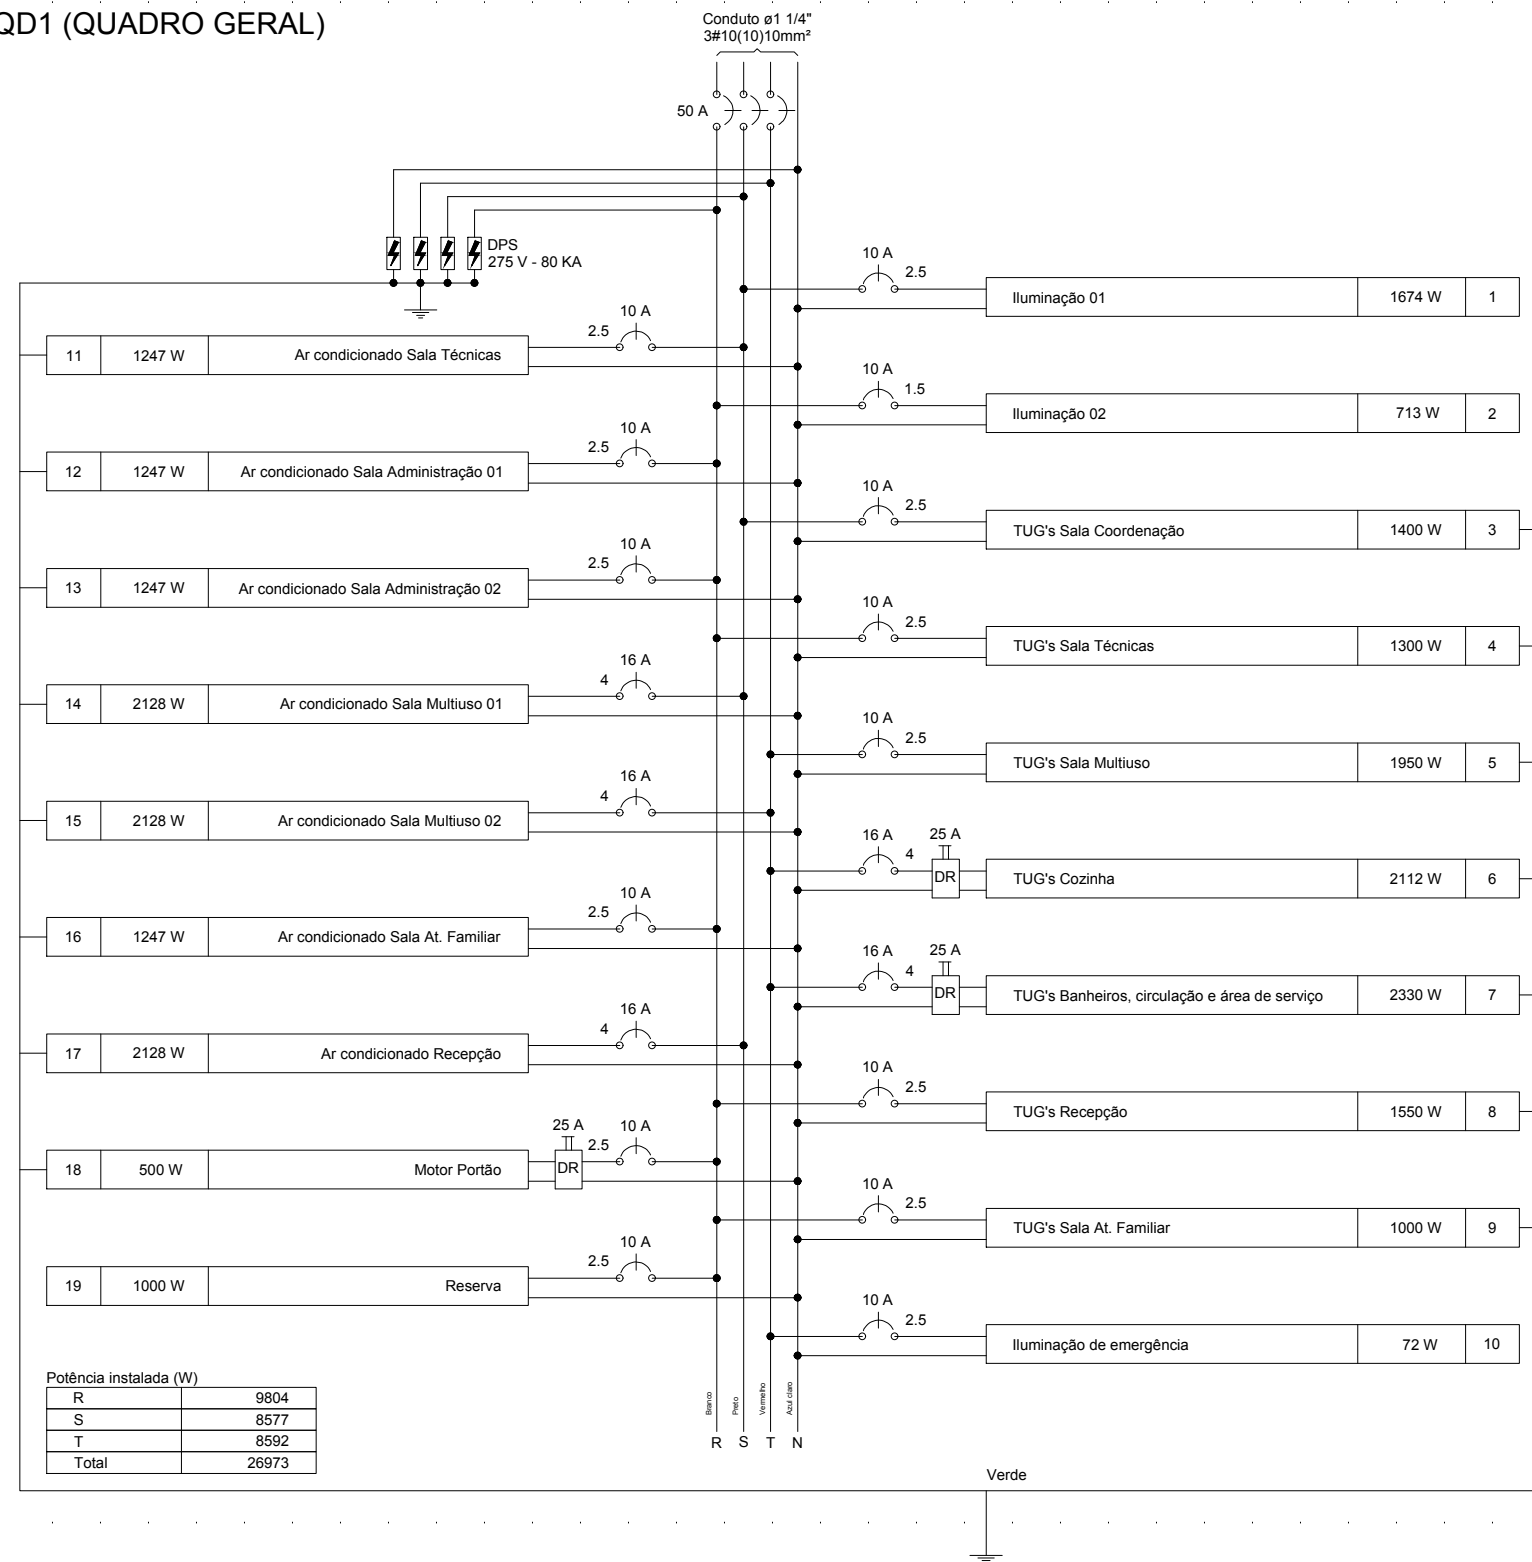 QD1 (QUADRO GERAL)
Conduto ø1 1/4"
3#10(10)10mm²
50 A
DPS
275 V - 80 KA
10 A
2.5
Iluminação 01 1674 W 1
10 A
2.5
11 1247 W Ar condicionado Sala Técnicas
10 A
1.5
Iluminação 02 713 W 2
10 A
2.5
12 1247 W Ar condicionado Sala Administração 01
10 A
2.5
TUG's Sala Coordenação 1400 W 3
10 A
2.5
13 1247 W Ar condicionado Sala Administração 02
10 A
2.5
TUG's Sala Técnicas 1300 W 4
16 A
4
14 2128 W Ar condicionado Sala Multiuso 01
10 A
2.5
TUG's Sala Multiuso 1950 W 5
16 A
4
15 2128 W Ar condicionado Sala Multiuso 02
16 A 25 A
4
DR
TUG's Cozinha 2112 W 6
10 A
2.5
16 1247 W Ar condicionado Sala At. Familiar
16 A 25 A
4
DR
TUG's Banheiros, circulação e área de serviço 2330 W 7
16 A
4
17 2128 W Ar condicionado Recepção
10 A
2.5
TUG's Recepção 1550 W 8
25 A 10 A
2.5
DR
18 500 W Motor Portão
10 A
2.5
TUG's Sala At. Familiar 1000 W 9
10 A
2.5
19 1000 W Reserva
10 A
2.5
Iluminação de emergência 72 W 10
Potência instalada (W)
R 9804
S 8577
T 8592
Total 26973
Branco
Preto
Vermelho
Azul claro
R S T N
Verde